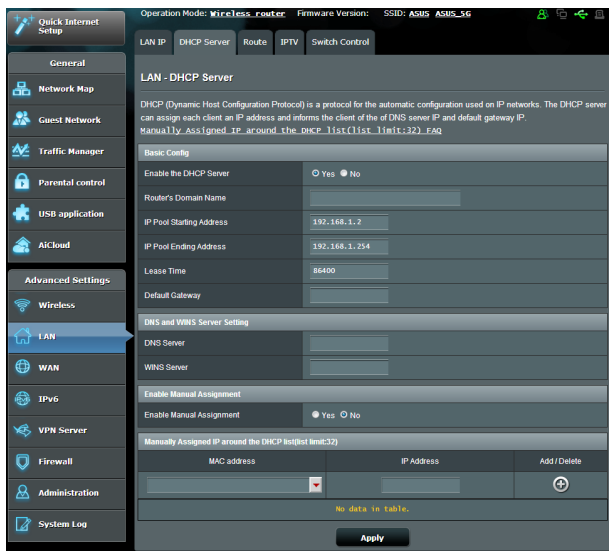 Quick Internet
Setup
Operation Mode: Wireless router Firmware Version: SSID: ASUS ASUS_5G
LAN IP DHCP Server Route IPTV Switch Control
General
Network Map
Guest Network
Traffic Manager
Parental control
USB application
AiCloud
Advanced Settings
Wireless
LAN
WAN
IPv6
VPN Server
Firewall
Administration
System Log
LAN - DHCP Server
DHCP (Dynamic Host Configuration Protocol) is a protocol for the automatic configuration used on IP networks. The DHCP server
can assign each client an IP address and informs the client of the of DNS server IP and default gateway IP.
Manually Assigned IP around the DHCP list(list limit:32) FAQ
Basic Config
Enable the DHCP Server Yes No
Router's Domain Name
IP Pool Starting Address 192.168.1.2
IP Pool Ending Address 192.168.1.254
Lease Time 86400
Default Gateway
DNS and WINS Server Setting
DNS Server
WINS Server
Enable Manual Assignment
Enable Manual Assignment Yes No
Manually Assigned IP around the DHCP list(list limit:32)
MAC address IP Address Add / Delete
No data in table.
Apply